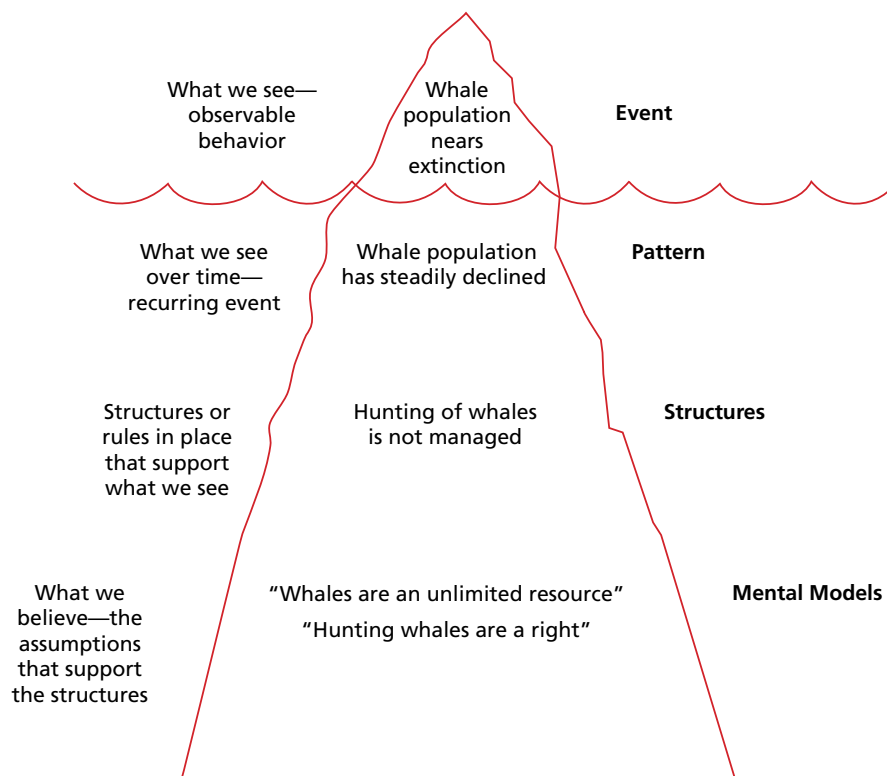 What we see—
observable
behavior
Whale
population
nears
extinction
Event
What we see
over time—
recurring event
Whale population
has steadily declined
Pattern
Structures or
rules in place
that support
what we see
Hunting of whales
is not managed
Structures
What we
believe—the
assumptions
that support
the structures
“Whales are an unlimited resource”
“Hunting whales are a right”
Mental Models